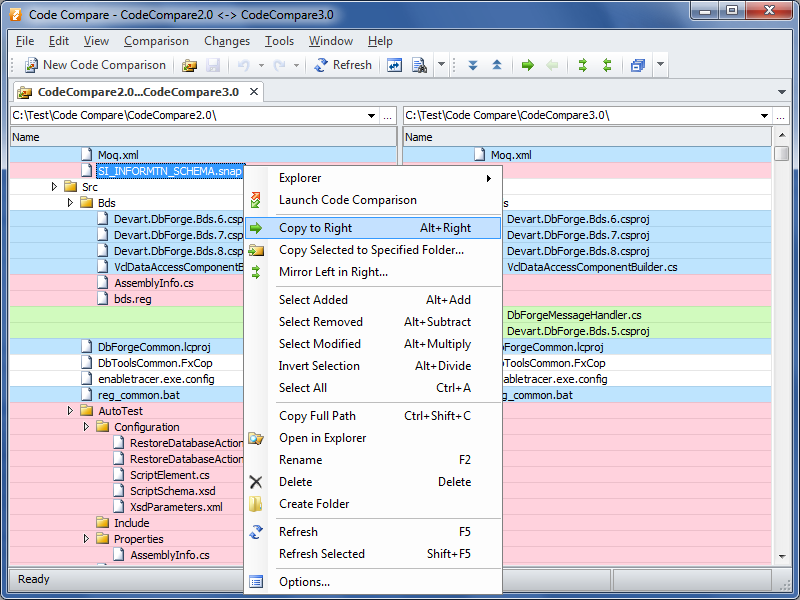 Code Compare - CodeCompare2.0 <-> CodeCompare3.0
File Edit View Comparison Changes Tools Window Help
New Code Comparison Refresh
CodeCompare2.0...CodeCompare3.0
C:\Test\Code Compare\CodeCompare2.0\ ... C:\Test\Code Compare\CodeCompare3.0\ ...
Name Name
Moq.xml Moq.xml
SI_INFORMTN_SCHEMA.snap
Explorer
Src
Launch Code Comparison
Bds s
Devart.DbForge.Bds.6.csp Devart.DbForge.Bds.6.csproj
Copy to Right Alt+Right
Devart.DbForge.Bds.7.csp Devart.DbForge.Bds.7.csproj
Copy Selected to Specified Folder...
Devart.DbForge.Bds.8.csp Devart.DbForge.Bds.8.csproj
VclDataAccessComponentB VclDataAccessComponentBuilder.cs
Mirror Left in Right...
AssemblyInfo.cs
bds.reg
Select Added Alt+Add
DbForgeMessageHandler.cs
Select Removed Alt+Subtract
Devart.DbForge.Bds.5.csproj
DbForgeCommon.lcproj bForgeCommon.lcproj
Select Modified Alt+Multiply
DbToolsCommon.FxCop bToolsCommon.FxCop
Invert Selection Alt+Divide
enabletracer.exe.config abletracer.exe.config
Select All Ctrl+A
reg_common.bat g_common.bat
AutoTest
Copy Full Path Ctrl+Shift+C
Configuration
Open in Explorer
RestoreDatabaseAction
Rename F2
RestoreDatabaseAction
ScriptElement.cs
Delete Delete
ScriptSchema.xsd
Create Folder
XsdParameters.xml
Include
Refresh F5
Properties
Refresh Selected Shift+F5
AssemblyInfo.cs
Options...
Ready